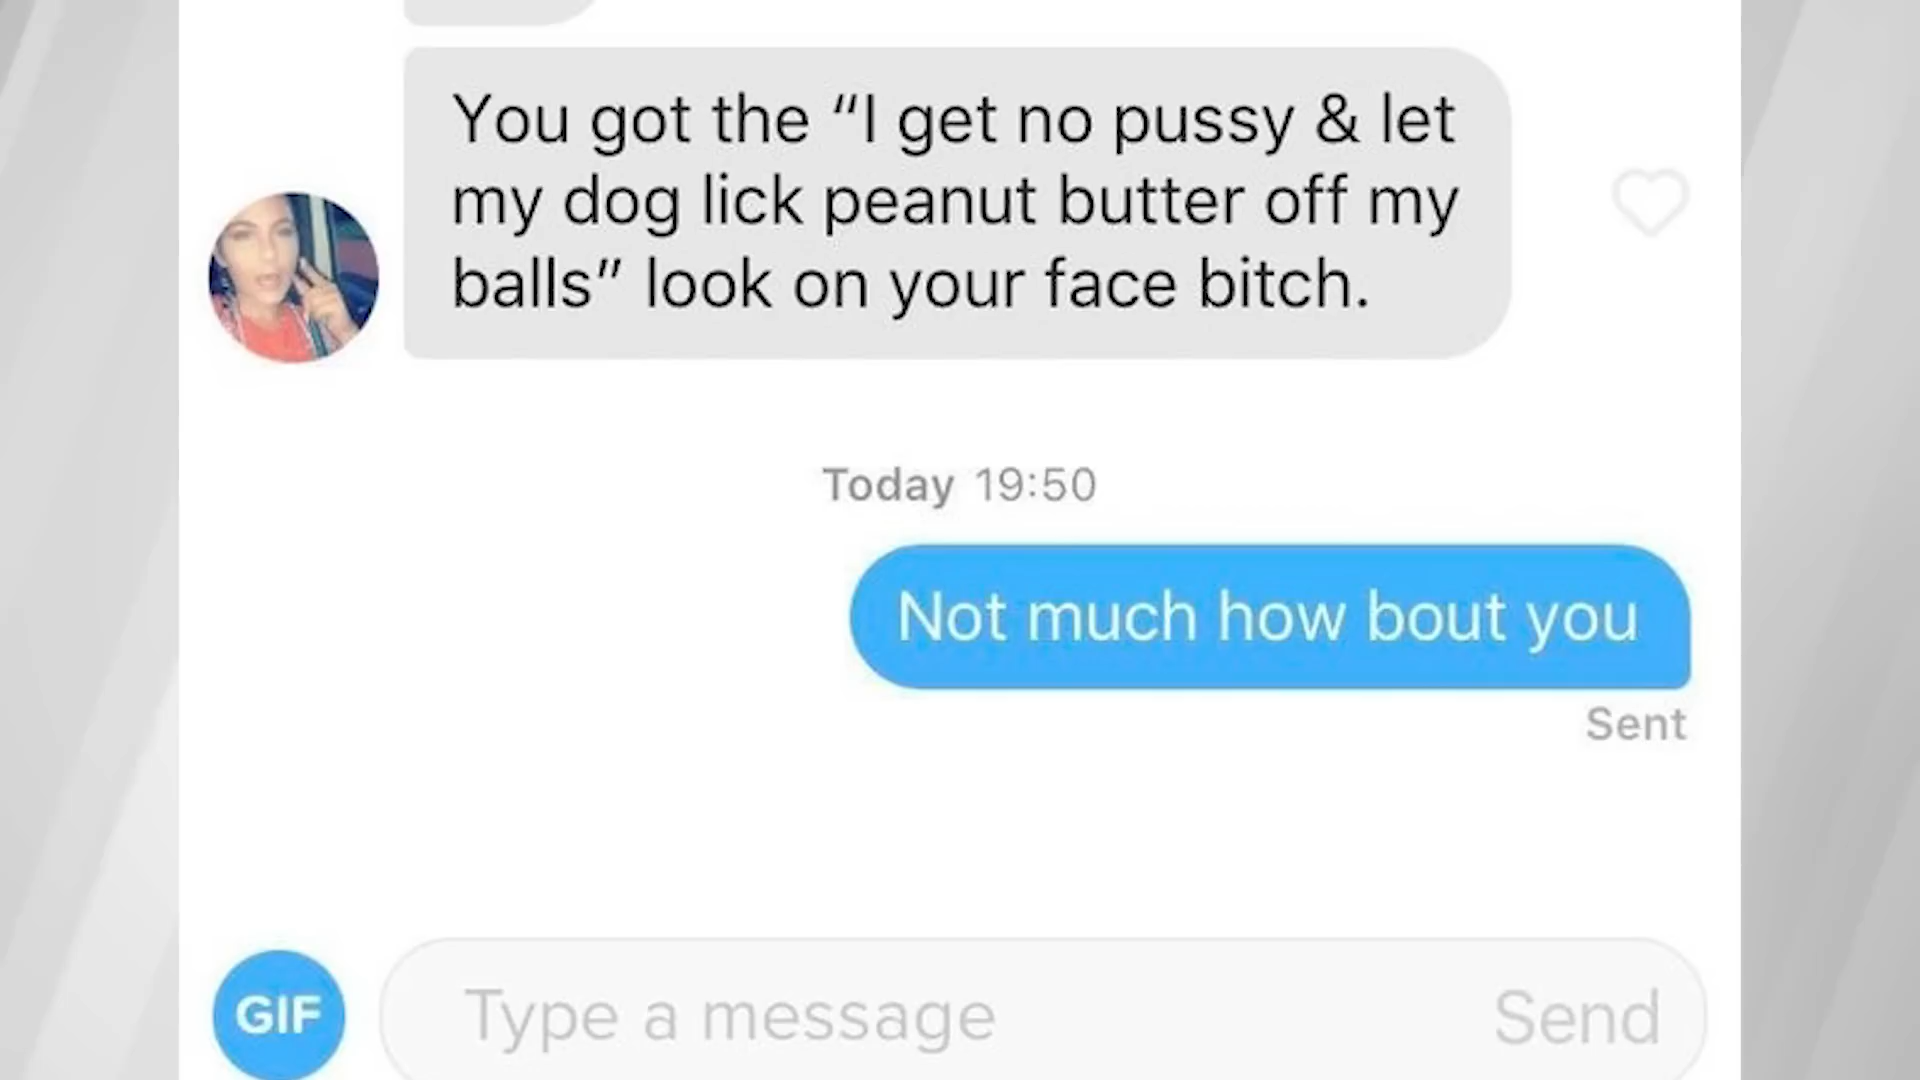 You got the “I get no pussy & let
my dog lick peanut butter off my
balls” look on your face bitch.
Today 19:50
Not much how bout you
Sent
GIF
Type a message
Send